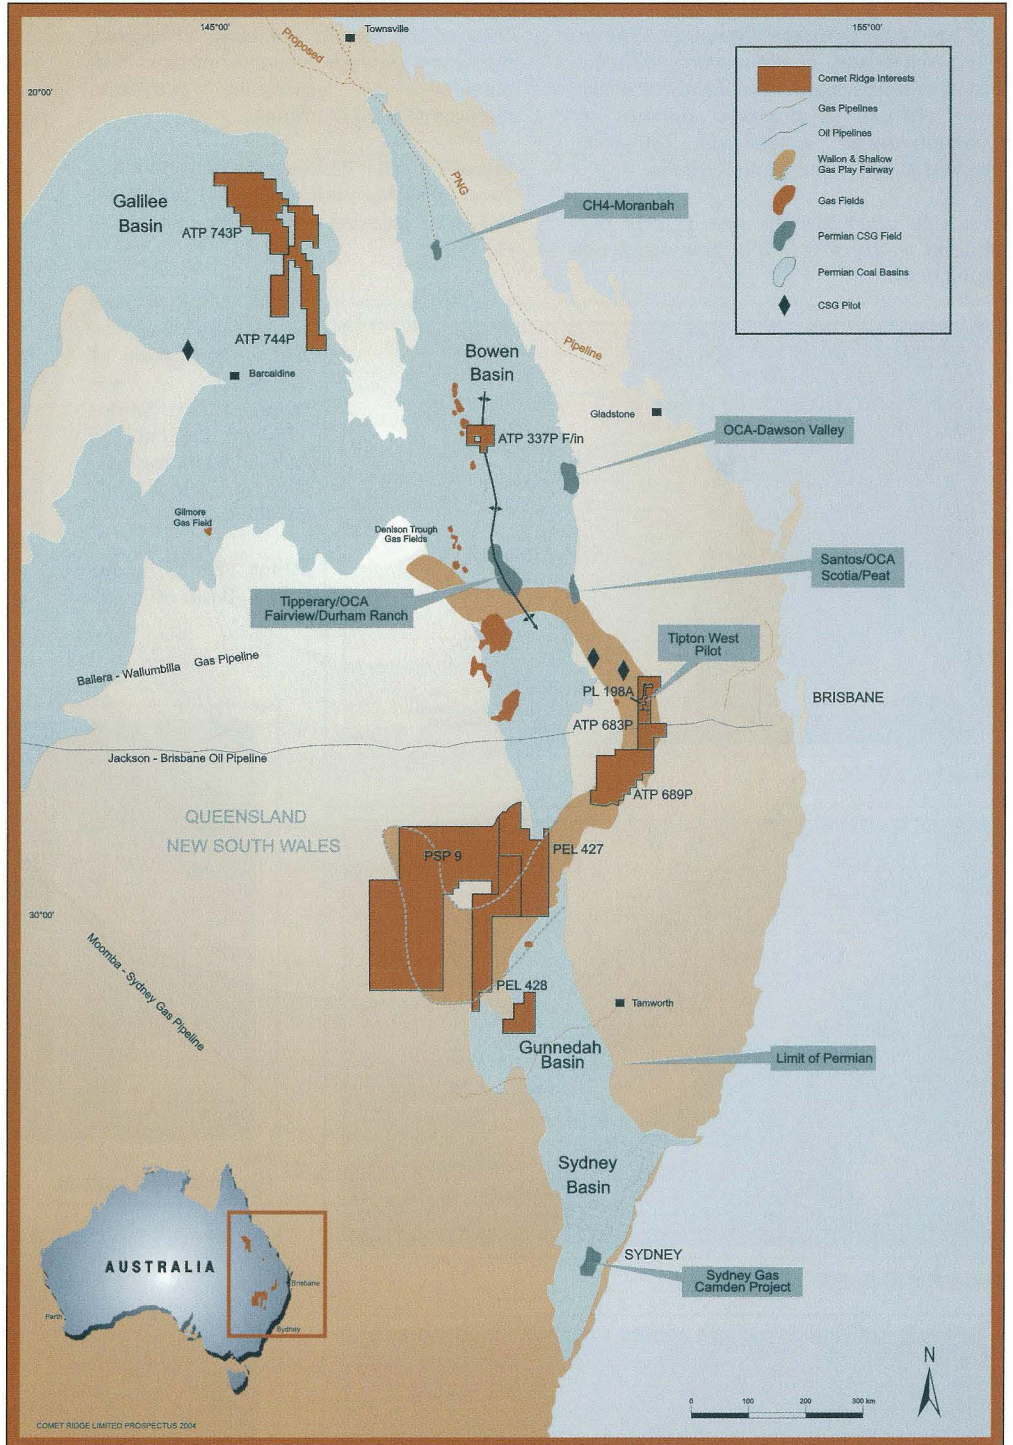 145°00'
155°00'
Townsville
Proposed
20°00'
Comet Ridge Interests
Gas Pipelines
Oil Pipelines
Wallon & Shallow
Gas Play Fairway
Gas Fields
Permian CSG Field
Permian Coal Basins
CSG Pilot
PNG
Galilee
Basin
ATP 743P
CH4-Moranbah
ATP 744P
Pipeline
Bowen
Basin
Barcaldine
Gladstone
OCA-Dawson Valley
ATP 337P F/in
Gilmore
Gas Field
Denison Trough
Gas Fields
Santos/OCA
Scotia/Peat
Tipperary/OCA
Fairview/Durham Ranch
Tipton West
Pilot
Ballera - Wallumbilla Gas Pipeline
PL 198A
BRISBANE
ATP 683P
Jackson - Brisbane Oil Pipeline
ATP 689P
QUEENSLAND
NEW SOUTH WALES
PSP 9
PEL 427
30°00'
Moomba - Sydney Gas Pipeline
PEL 428
Tamworth
Gunnedah
Basin
Limit of Permian
Sydney
Basin
SYDNEY
Sydney Gas
Camden Project
AUSTRALIA
Brisbane
Perth
Sydney
N
0 100 200 300 km
COMET RIDGE LIMITED PROSPECTUS 2004